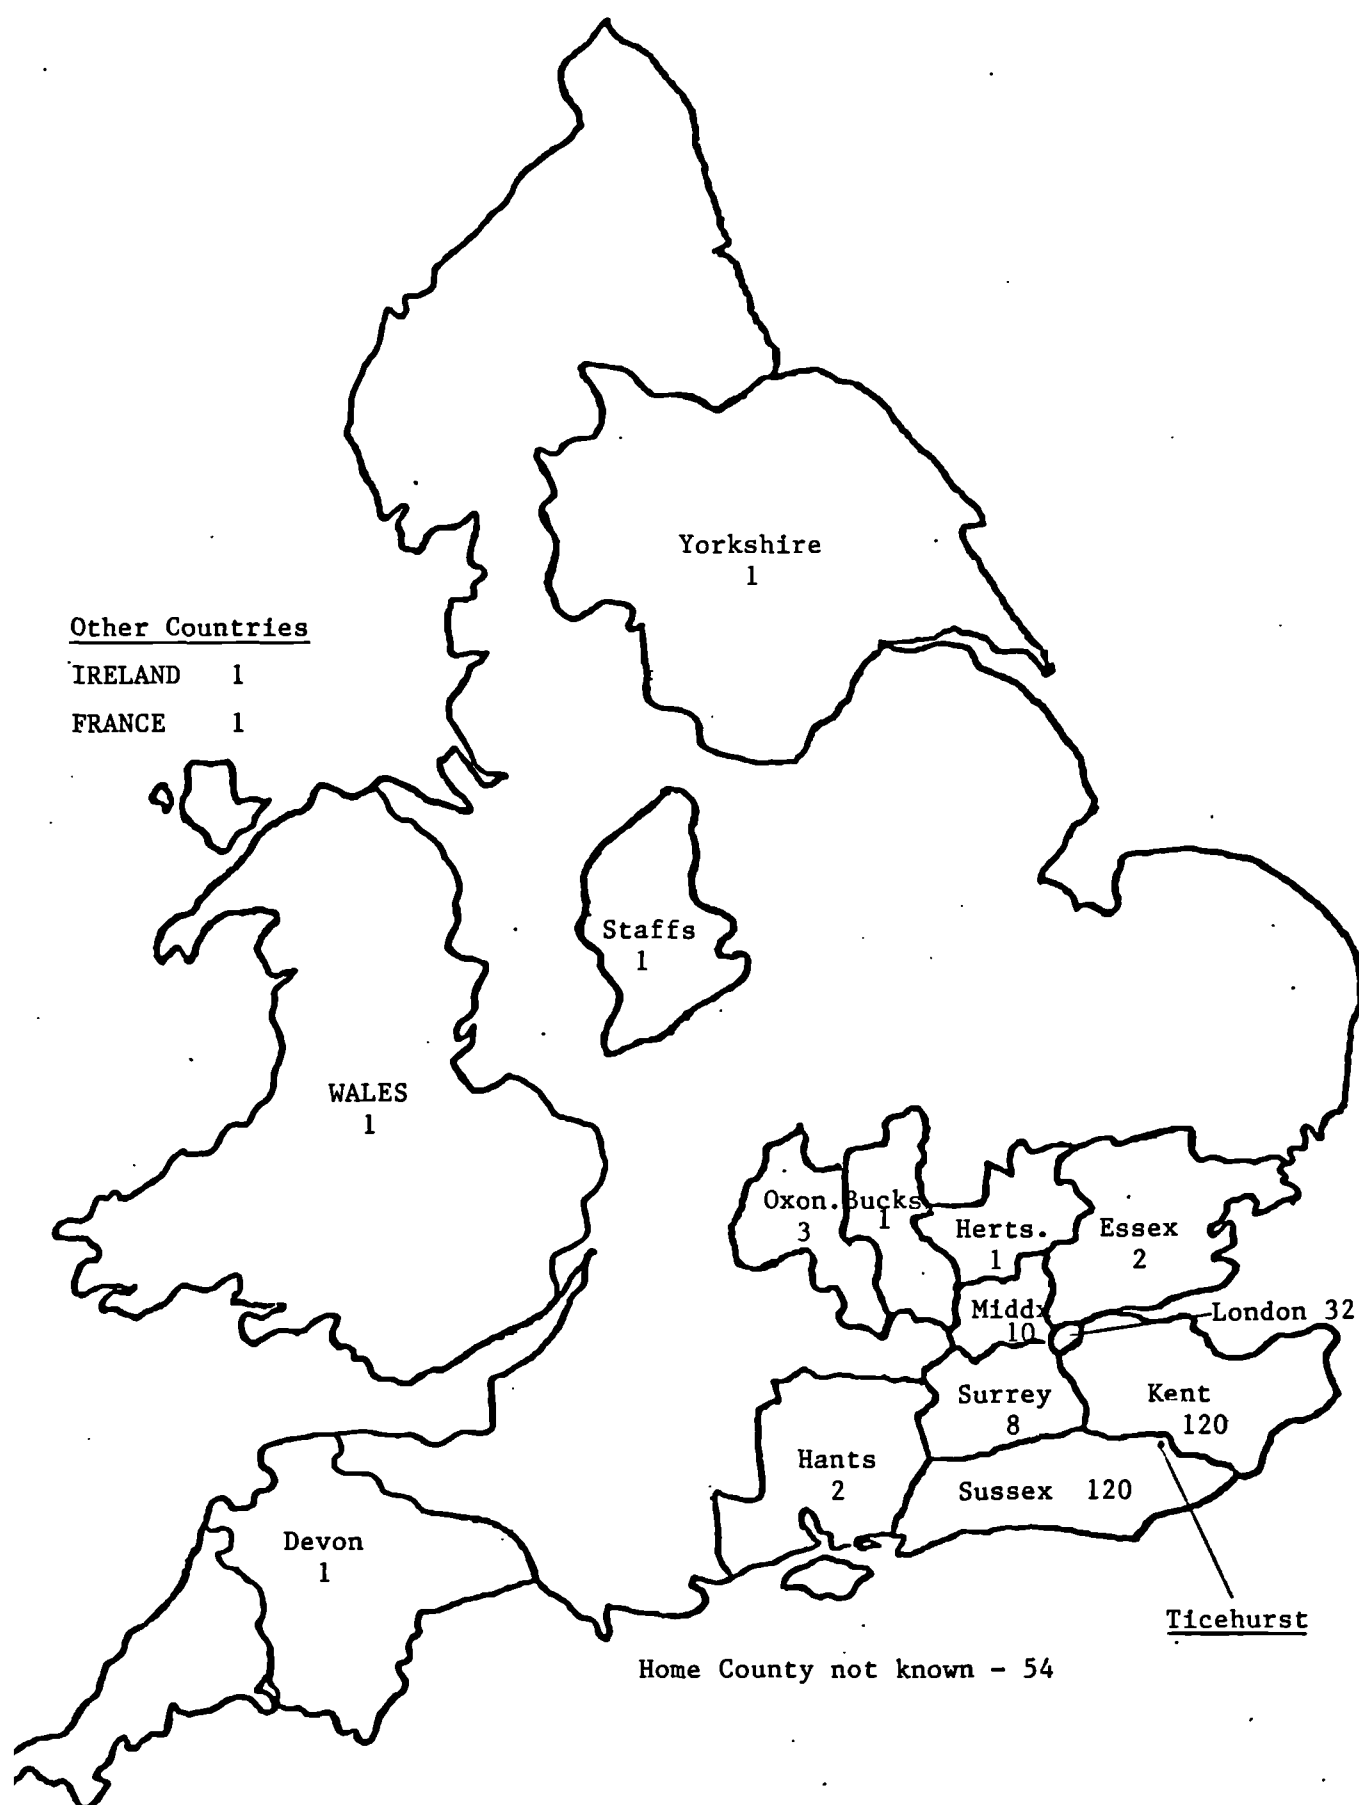 Yorkshire
1
Other Countries
IRELAND 1
FRANCE 1
Staffs
1
WALES
1
Oxon.
3
Bucks
1
Herts.
1
Essex
2
Middx
10
London 32
Surrey
8
Kent
120
Hants
2
Sussex 120
Devon
1
Ticehurst
Home County not known - 54